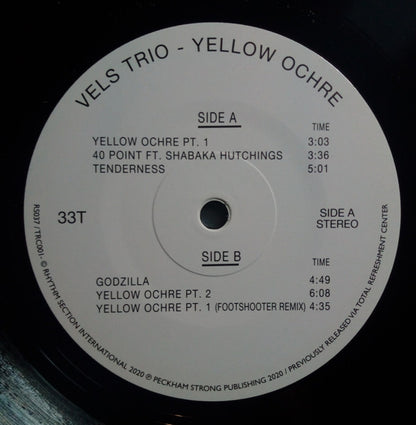 VELS TRIO - YELLOW OCHRE
SIDE A
TIME
YELLOW OCHRE PT. 1 3:03
40 POINT FT. SHABAKA HUTCHINGS 3:36
TENDERNESS 5:01
33T
SIDE A
STEREO
SIDE B
TIME
GODZILLA 4:49
YELLOW OCHRE PT. 2 6:08
YELLOW OCHRE PT. 1 (FOOTSHOOTER REMIX) 4:35
RS037 / TRC001- © RHYTHM SECTION INTERNATIONAL 2020 ℗ PECKHAM STRONG PUBLISHING 2020 / PREVIOUSLY RELEASED VIA TOTAL REFRESHMENT CENTER